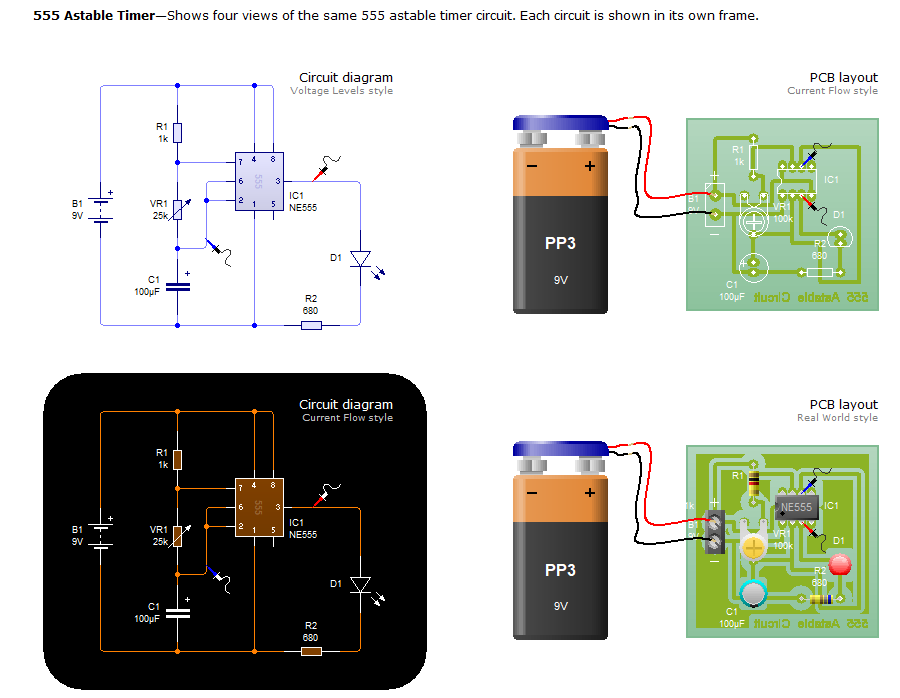 555 Astable Timer—Shows four views of the same 555 astable timer circuit. Each circuit is shown in its own frame.
Circuit diagram
Voltage Levels style
R1
1k
7 4 8
6 555 3
2 1 5
IC1
NE555
VR1
25k
B1
9V
+
C1
100µF
+
D1
R2
680
PCB layout
Current Flow style
− +
PP3
9V
R1
1k
IC1
+
B1
9V
−
VR1
100k
D1
R2
680
+
C1
100µF
555 Astable Circuit
Circuit diagram
Current Flow style
R1
1k
7 4 8
6 555 3
2 1 5
IC1
NE555
VR1
25k
B1
9V
+
C1
100µF
+
D1
R2
680
PCB layout
Real World style
− +
PP3
9V
R1
1k
NE555
IC1
+
B1
−
VR1
100k
D1
R2
680
C1
100µF
555 Astable Circuit